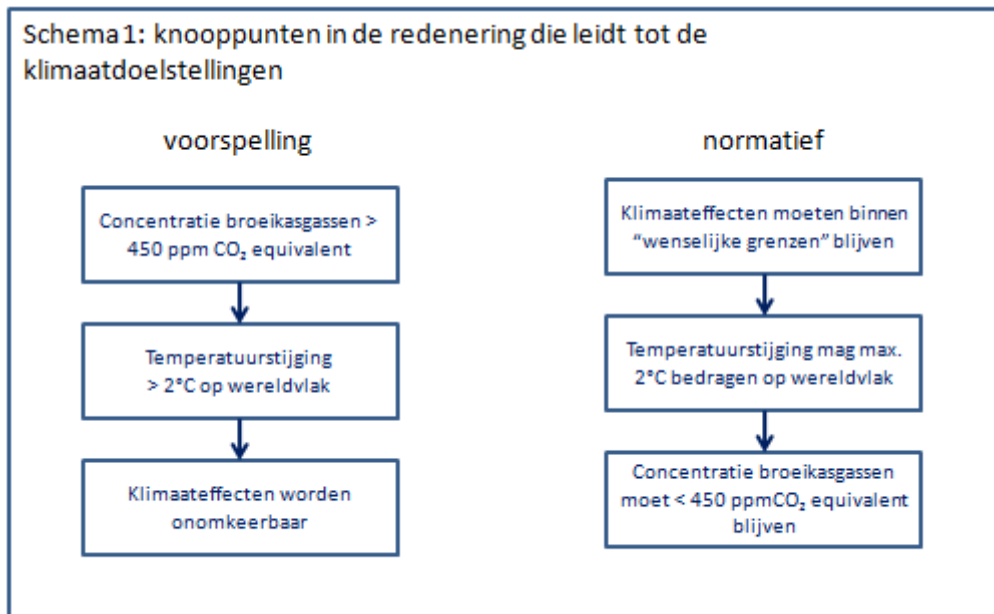 Schema 1: knooppunten in de redenering die leidt tot de
klimaatdoelstellingen
voorspelling
Concentratie broeikasgassen >
450 ppm CO₂ equivalent
Temperatuurstijging
> 2°C op wereldvlak
Klimaateffecten worden
onomkeerbaar
normatief
Klimaateffecten moeten binnen
“wenselijke grenzen” blijven
Temperatuurstijging mag max.
2°C bedragen op wereldvlak
Concentratie broeikasgassen
moet < 450 ppmCO₂ equivalent
blijven